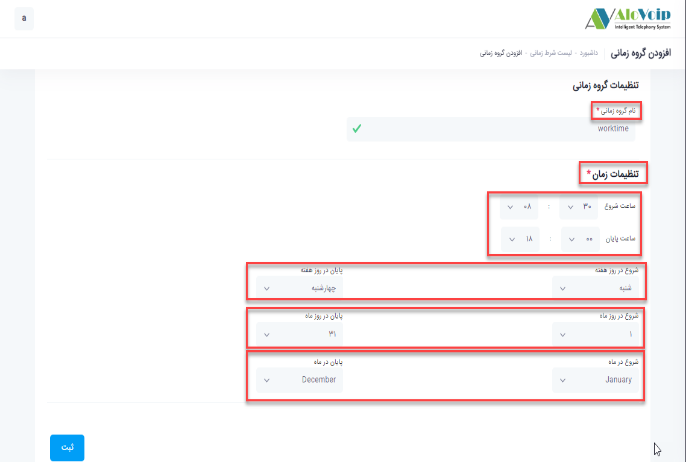 a
AloVoip
Intelligent Telephony System
افزودن گروه زمانی
داشبورد - لیست شرط زمانی - افزودن گروه زمانی
تنظیمات گروه زمانی
نام گروه زمانی *
worktime
تنظیمات زمان *
ساعت شروع ۳۰ : ۰۸
ساعت پایان ۰۰ : ۱۸
شروع در روز هفته پایان در روز هفته
شنبه چهارشنبه
شروع در روز ماه پایان در روز ماه
۱ ۳۱
شروع در ماه پایان در ماه
January December
ثبت